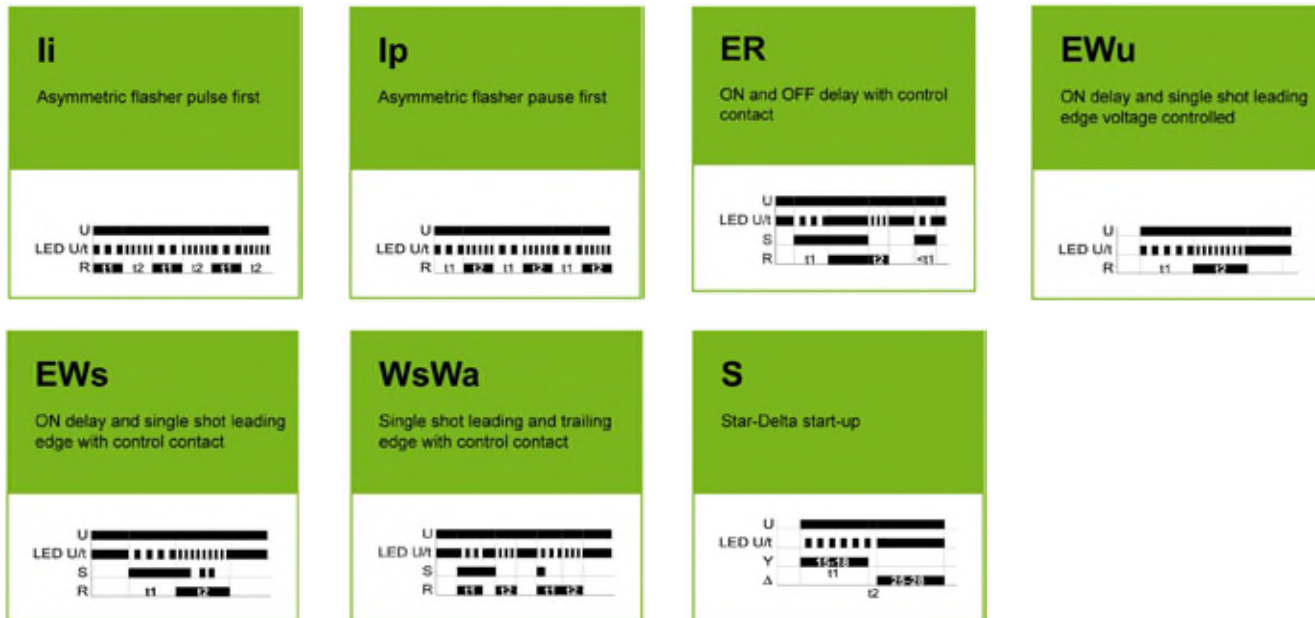 Ii
Asymmetric flasher pulse first
U
LED U/t
R t1 t2 t1 t2 t1 t2
Ip
Asymmetric flasher pause first
U
LED U/t
R t1 t2 t1 t2 t1 t2
ER
ON and OFF delay with control
contact
U
LED U/t
S
R t1 t2 <t1
EWu
ON delay and single shot leading
edge voltage controlled
U
LED U/t
R t1 t2
EWs
ON delay and single shot leading
edge with control contact
U
LED U/t
S
R t1 t2
WsWa
Single shot leading and trailing
edge with control contact
U
LED U/t
S
R t1 t2 t1 t2
S
Star-Delta start-up
U
LED U/t
Y 15-18
t1
Δ 25-28
t2